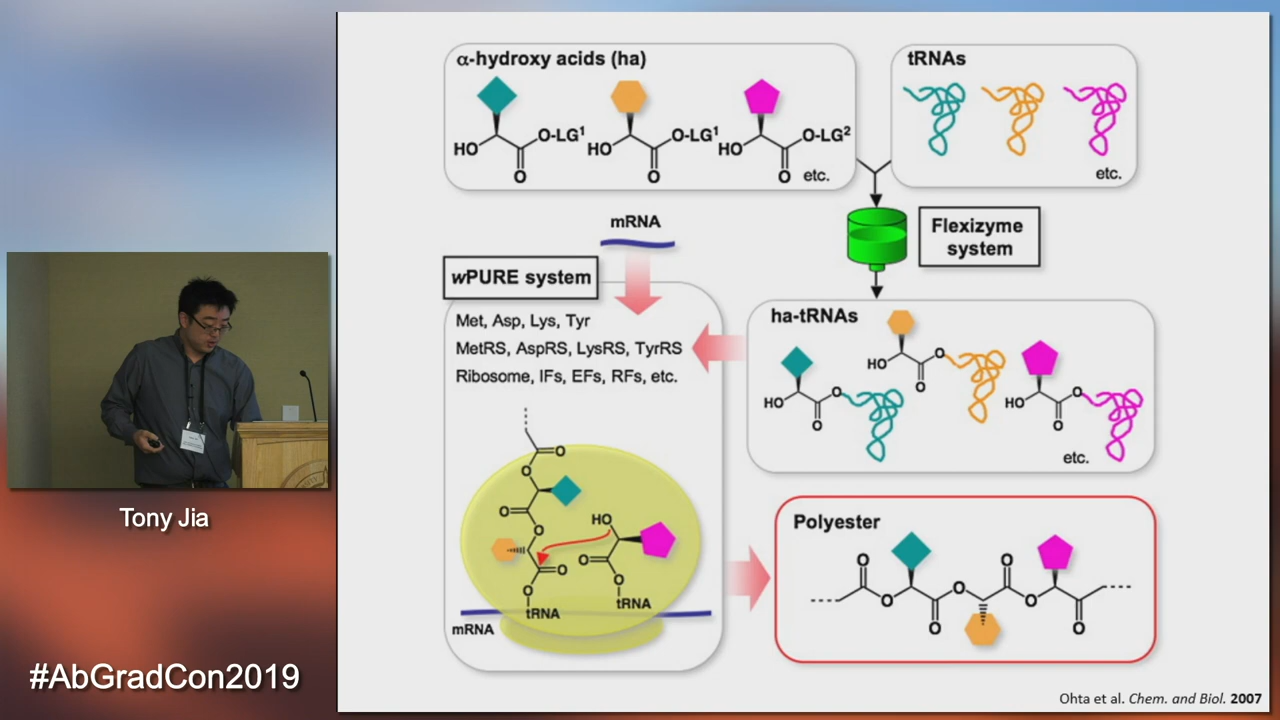 α-hydroxy acids (ha)
HO
O-LG¹
O
HO
O-LG¹
O
HO
O-LG²
O
etc.
tRNAs
etc.
Flexizyme
system
mRNA
wPURE system
Met, Asp, Lys, Tyr
MetRS, AspRS, LysRS, TyrRS
Ribosome, IFs, EFs, RFs, etc.
ha-tRNAs
HO
O
O
HO
O
O
HO
O
O
etc.
O
O
O
O
HO
O
O
O
O
tRNA
tRNA
mRNA
Polyester
O
O
O
O
O
O
O
Ohta et al. Chem. and Biol. 2007
Tony Jia
#AbGradCon2019